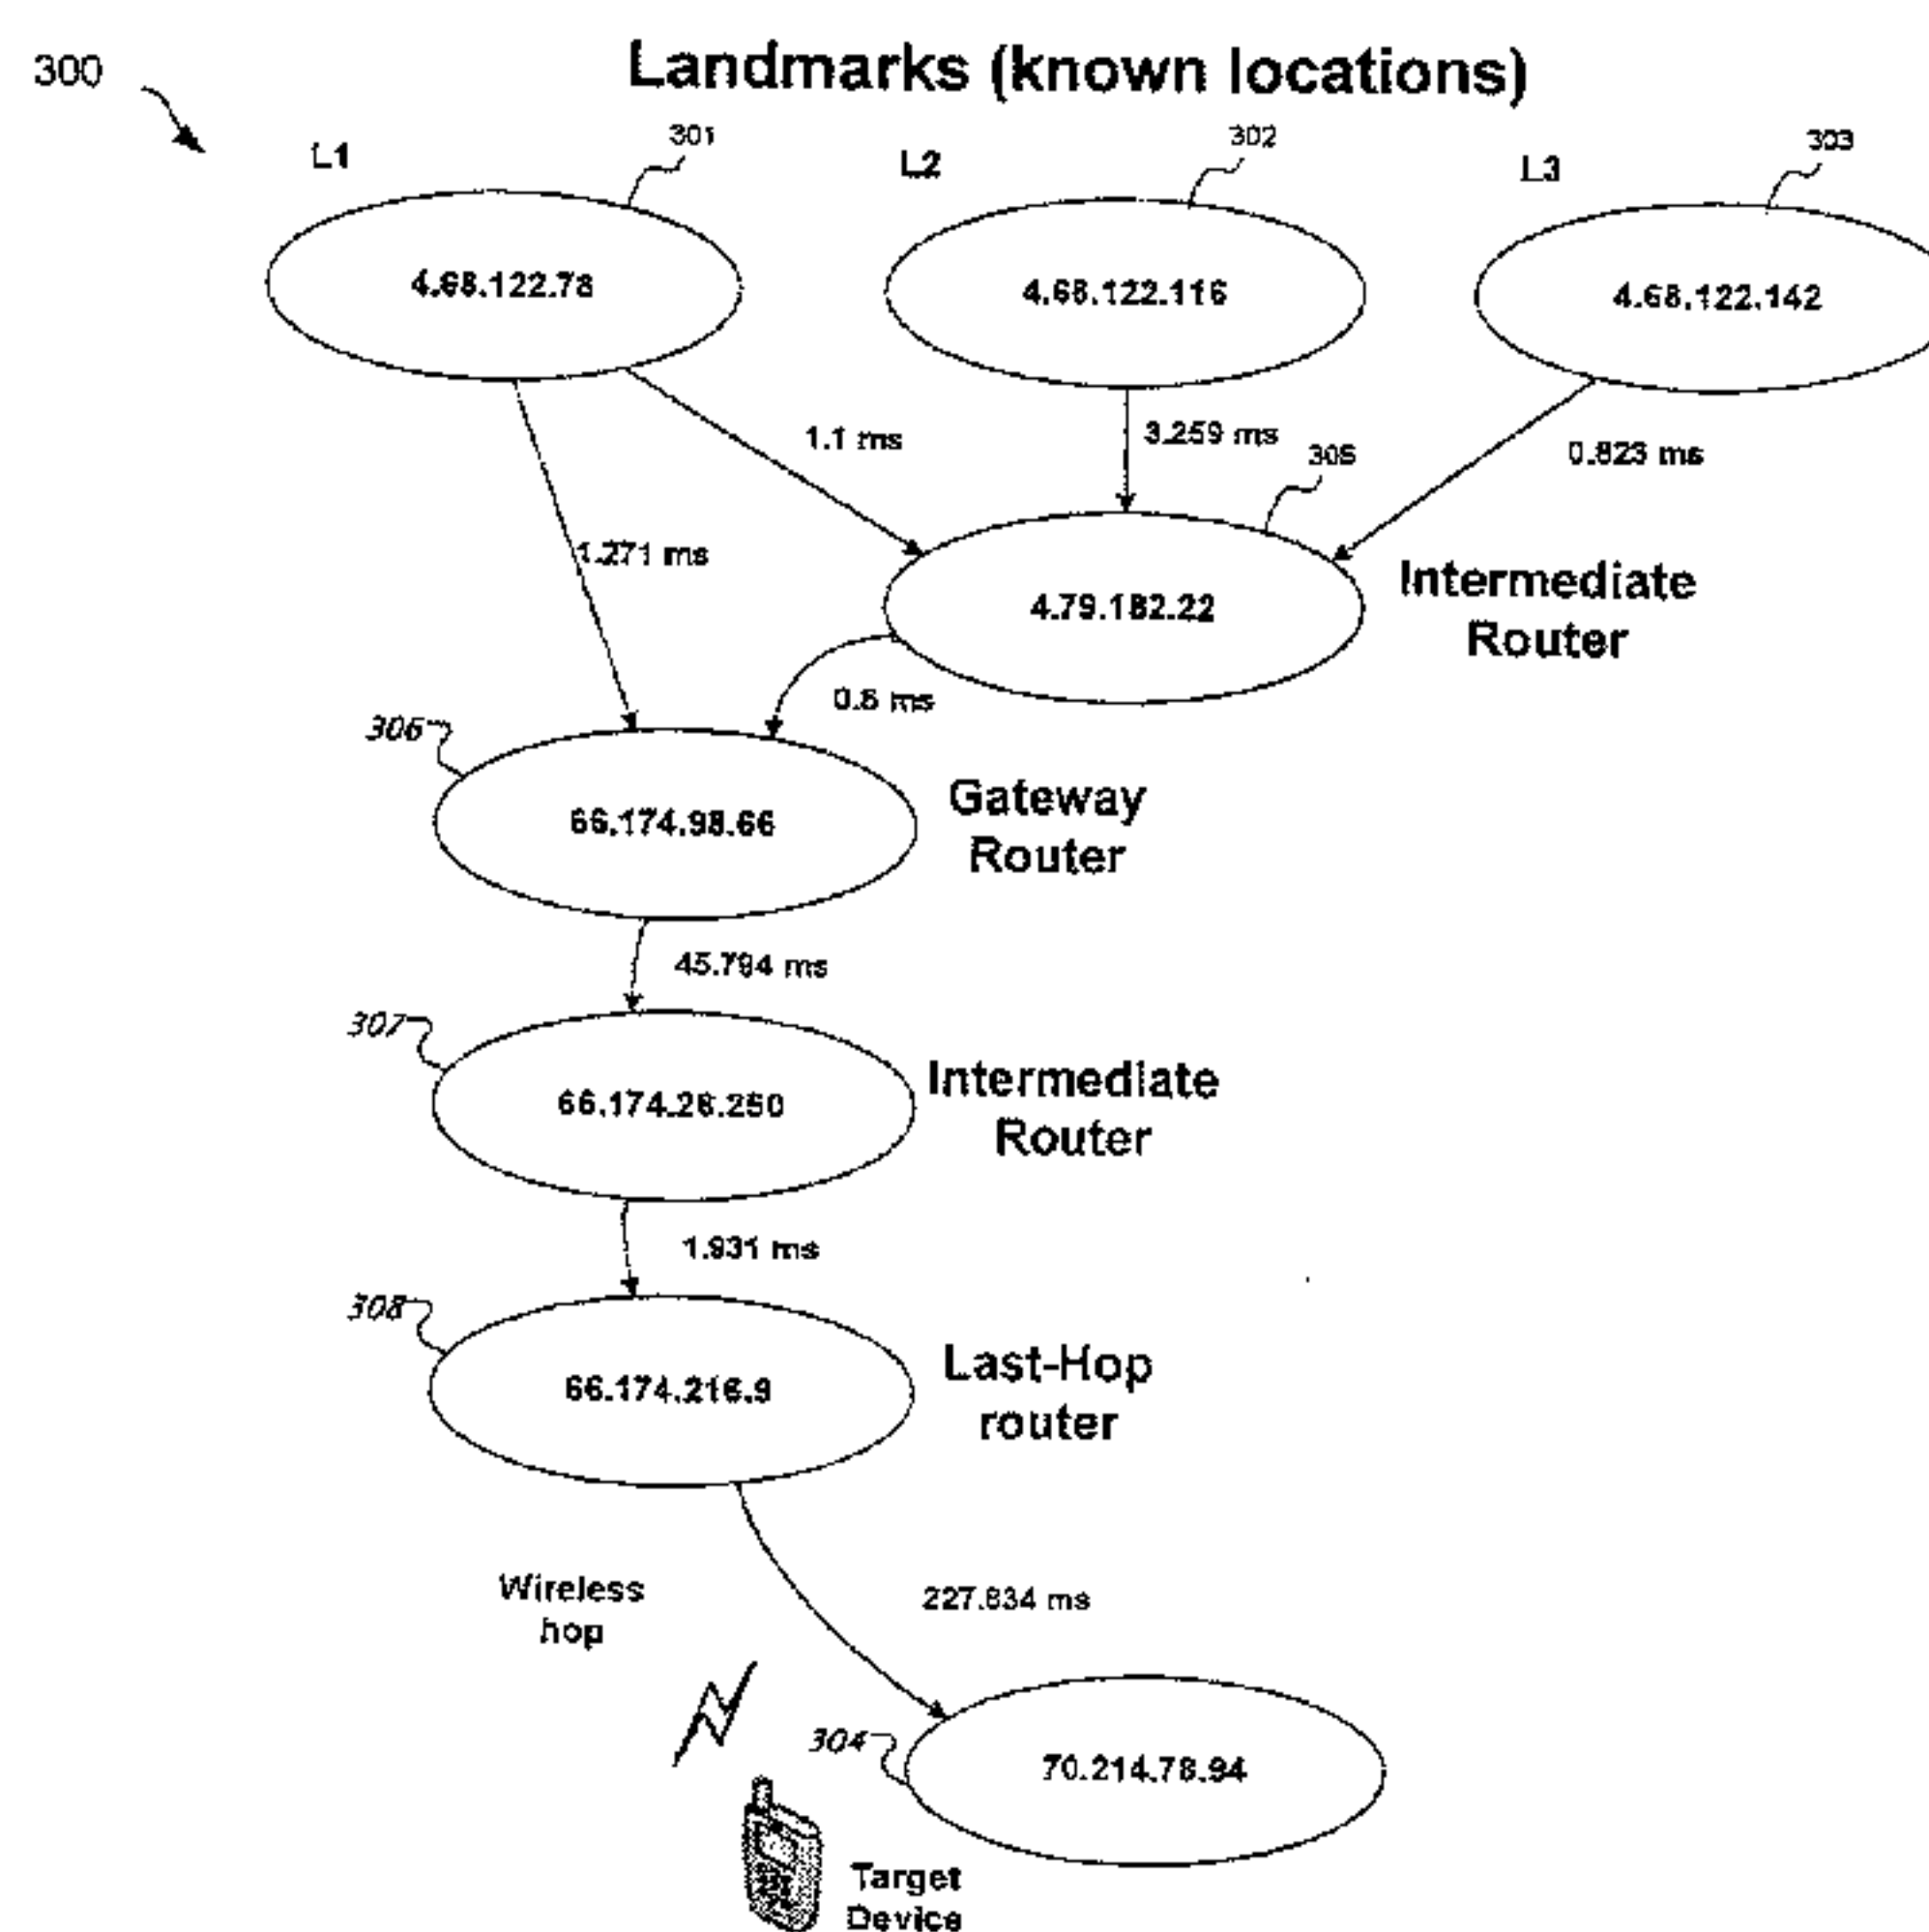 300
Landmarks (known locations)
L1
301
L2
302
L3
303
4.68.122.78
4.68.122.116
4.68.122.142
1.1 ms
3.259 ms
305
0.823 ms
1.271 ms
4.79.182.22
Intermediate
Router
0.8 ms
306
66.174.98.66
Gateway
Router
45.794 ms
307
66.174.28.250
Intermediate
Router
1.931 ms
308
66.174.216.9
Last-Hop
router
Wireless
hop
227.834 ms
304
70.214.78.94
Target
Device